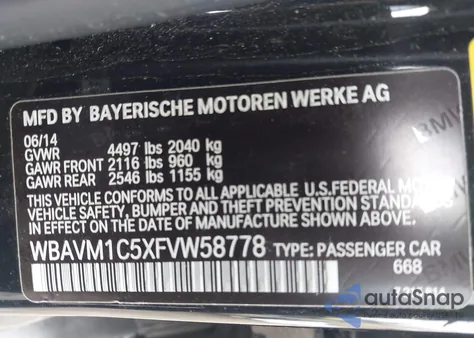 MFD BY BAYERISCHE MOTOREN WERKE AG
06/14
GVWR 4497 lbs 2040 kg
GAWR FRONT 2116 lbs 960 kg
GAWR REAR 2546 lbs 1155 kg
THIS VEHICLE CONFORMS TO ALL APPLICABLE U.S.FEDERAL
VEHICLE SAFETY, BUMPER AND THEFT PREVENTION STANDARDS
IN EFFECT ON THE DATE OF MANUFACTURE SHOWN ABOVE.
WBAVM1C5XFVW58778 TYPE: PASSENGER CAR
668
autoSnap